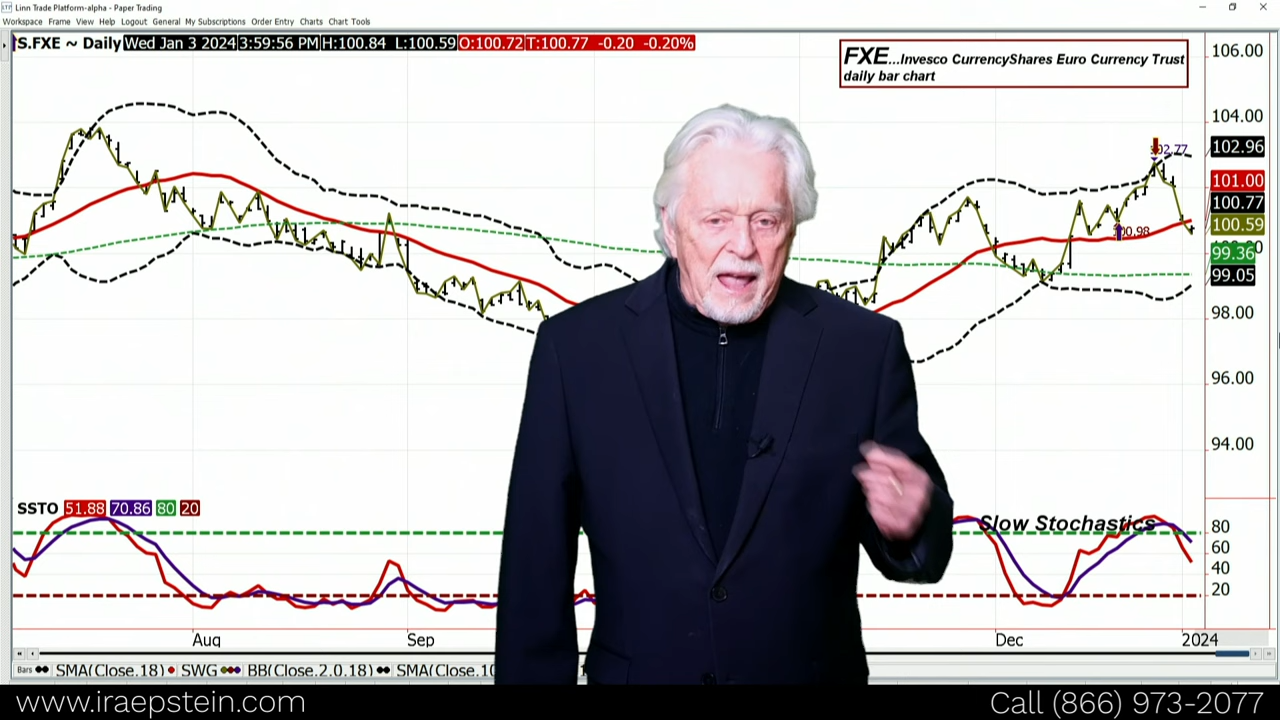 Linn Trade Platform-alpha - Paper Trading
Workspace Frame View Help Logout General My Subscriptions Order Entry Charts Chart Tools
S.FXE ~ Daily Wed Jan 3 2024 3:59:56 PM H:100.84 L:100.59 O:100.72 T:100.77 -0.20 -0.20%
FXE...Invesco CurrencyShares Euro Currency Trust
daily bar chart
106.00
104.00
102.96
101.00
100.77
100.59
99.36
99.05
98.00
96.00
94.00
102.77
100.98
SSTO 51.88 70.86 80 20
Slow Stochastics
80
60
40
20
Aug Sep Dec 2024
Bars SMA(Close,18) SWG BB(Close,2.0,18) SMA(Close,10
www.iraepstein.com Call (866) 973-2077